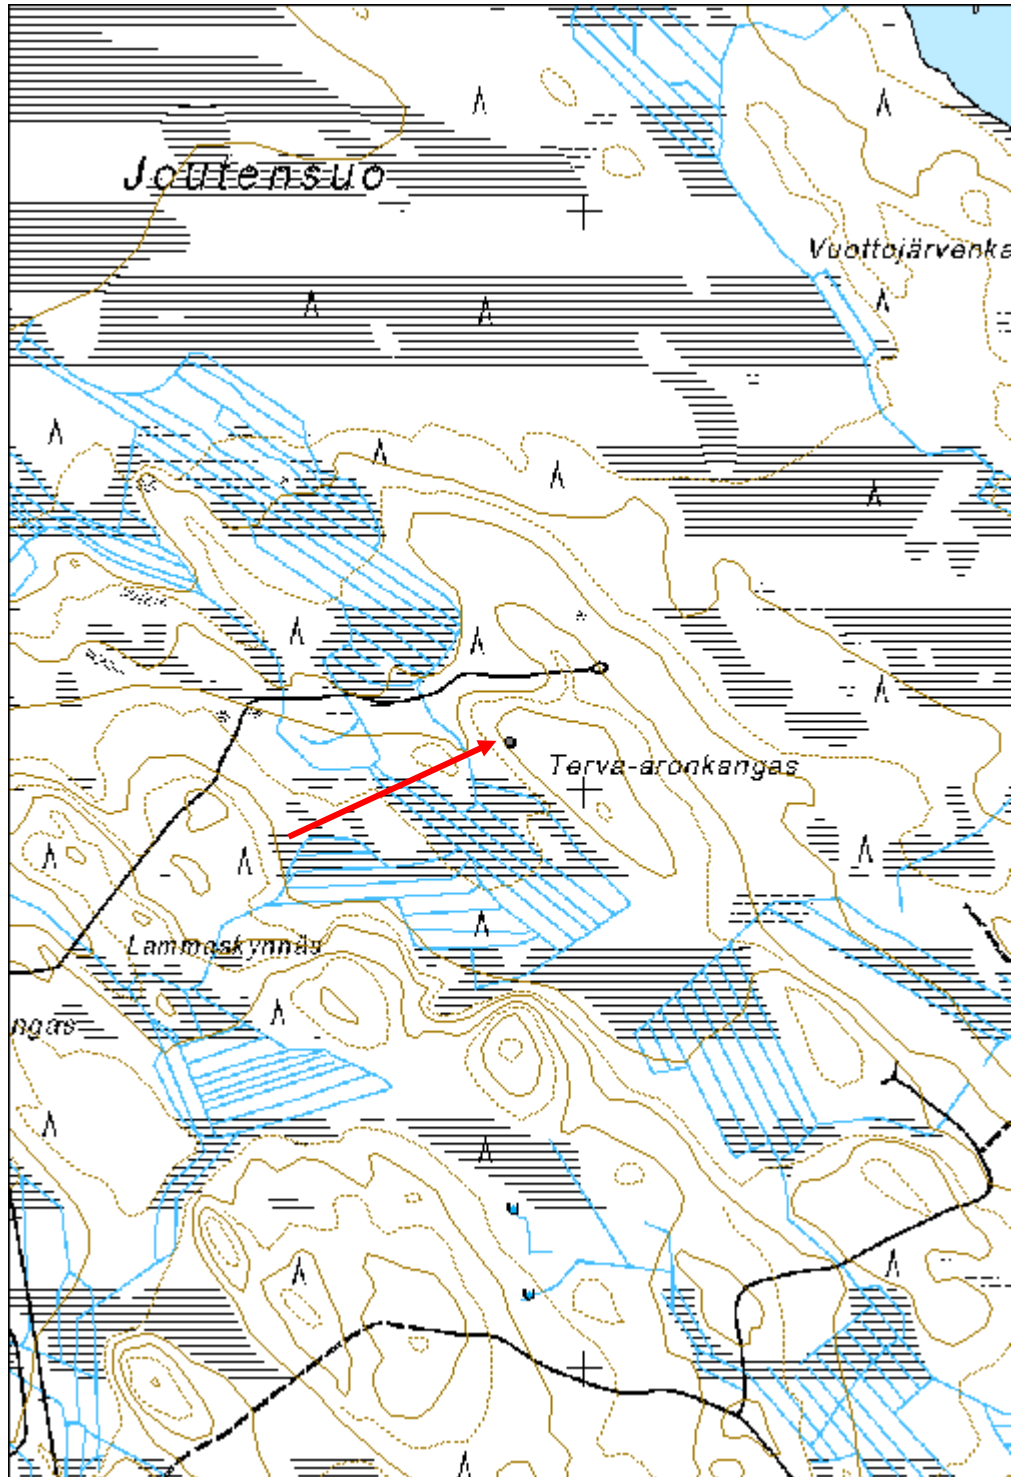 Joutensuo
Vuottojärvenka
Terva-aronkangas
Lammaskynnäs
ngas